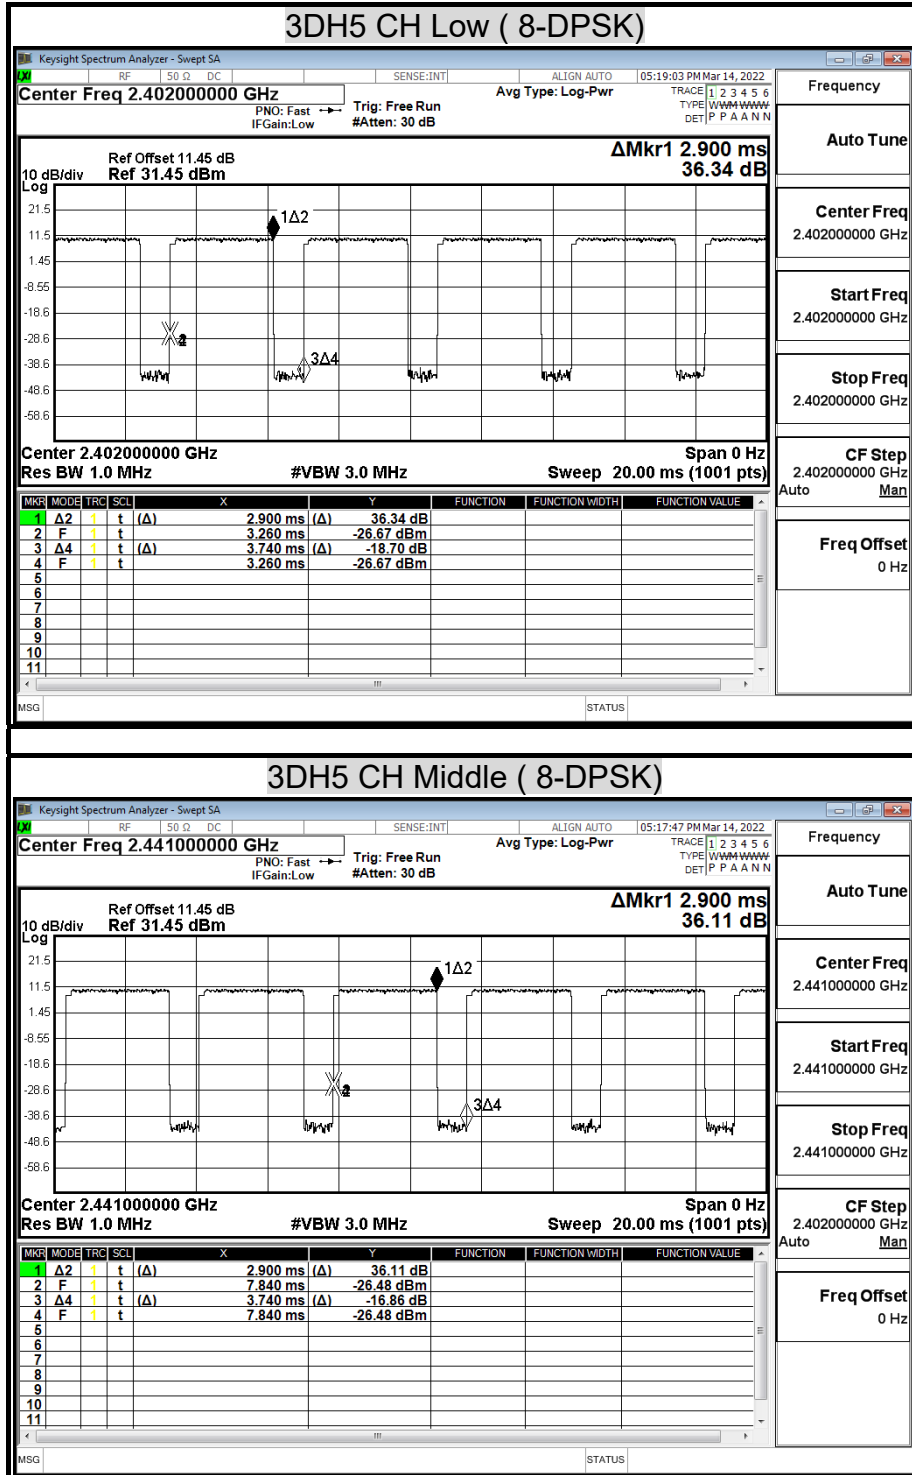 3DH5 CH Low ( 8-DPSK)
Keysight Spectrum Analyzer - Swept SA
LXI RF 50 Ω DC SENSE:INT ALIGN AUTO 05:19:03 PM Mar 14, 2022
Center Freq 2.402000000 GHz Avg Type: Log-Pwr TRACE 1 2 3 4 5 6
PNO: Fast Trig: Free Run TYPE WWMWWWW
IFGain:Low #Atten: 30 dB DET P P A A N N
Frequency
Auto Tune
Center Freq
2.402000000 GHz
Start Freq
2.402000000 GHz
Stop Freq
2.402000000 GHz
CF Step
2.402000000 GHz
Auto Man
Freq Offset
0 Hz
ΔMkr1 2.900 ms
36.34 dB
Ref Offset 11.45 dB
10 dB/div Ref 31.45 dBm
Log
21.5
11.5
1.45
-8.55
-18.6
-28.6
-38.6
-48.6
-58.6
1Δ2
3Δ4
Center 2.402000000 GHz Span 0 Hz
Res BW 1.0 MHz #VBW 3.0 MHz Sweep 20.00 ms (1001 pts)
MKR MODE TRC SCL X Y FUNCTION FUNCTION WIDTH FUNCTION VALUE
1 Δ2 1 t (Δ) 2.900 ms (Δ) 36.34 dB
2 F 1 t 3.260 ms -26.67 dBm
3 Δ4 1 t (Δ) 3.740 ms (Δ) -18.70 dB
4 F 1 t 3.260 ms -26.67 dBm
5
6
7
8
9
10
11
MSG STATUS
3DH5 CH Middle ( 8-DPSK)
Keysight Spectrum Analyzer - Swept SA
LXI RF 50 Ω DC SENSE:INT ALIGN AUTO 05:17:47 PM Mar 14, 2022
Center Freq 2.441000000 GHz Avg Type: Log-Pwr TRACE 1 2 3 4 5 6
PNO: Fast Trig: Free Run TYPE WWMWWWW
IFGain:Low #Atten: 30 dB DET P P A A N N
Frequency
Auto Tune
Center Freq
2.441000000 GHz
Start Freq
2.441000000 GHz
Stop Freq
2.441000000 GHz
CF Step
2.402000000 GHz
Auto Man
Freq Offset
0 Hz
ΔMkr1 2.900 ms
36.11 dB
Ref Offset 11.45 dB
10 dB/div Ref 31.45 dBm
Log
21.5
11.5
1.45
-8.55
-18.6
-28.6
-38.6
-48.6
-58.6
1Δ2
3Δ4
Center 2.441000000 GHz Span 0 Hz
Res BW 1.0 MHz #VBW 3.0 MHz Sweep 20.00 ms (1001 pts)
MKR MODE TRC SCL X Y FUNCTION FUNCTION WIDTH FUNCTION VALUE
1 Δ2 1 t (Δ) 2.900 ms (Δ) 36.11 dB
2 F 1 t 7.840 ms -26.48 dBm
3 Δ4 1 t (Δ) 3.740 ms (Δ) -16.86 dB
4 F 1 t 7.840 ms -26.48 dBm
5
6
7
8
9
10
11
MSG STATUS